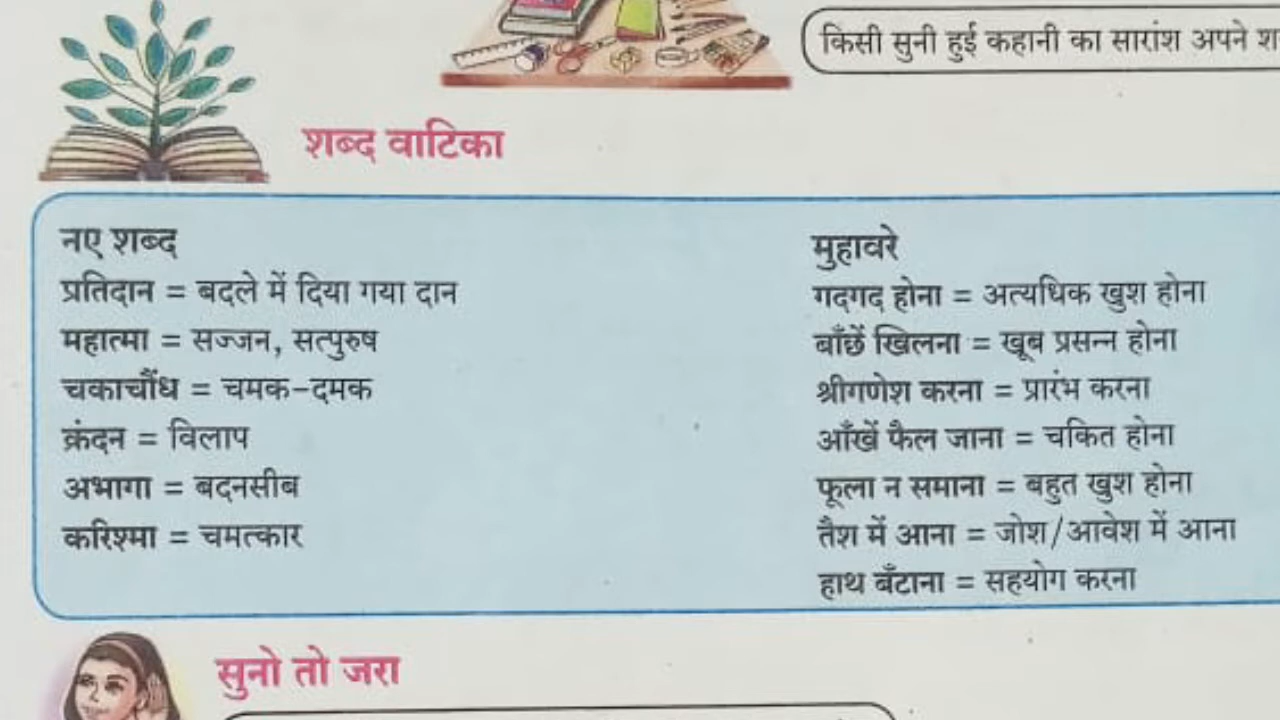 किसी सुनी हुई कहानी का सारांश अपने
शब्द वाटिका
नए शब्द
प्रतिदान = बदले में दिया गया दान
महात्मा = सज्जन, सत्पुरुष
चकाचौंध = चमक-दमक
क्रंदन = विलाप
अभागा = बदनसीब
करिश्मा = चमत्कार
मुहावरे
गदगद होना = अत्यधिक खुश होना
बाँछें खिलना = खूब प्रसन्न होना
श्रीगणेश करना = प्रारंभ करना
आँखें फैल जाना = चकित होना
फूला न समाना = बहुत खुश होना
तैश में आना = जोश/आवेश में आना
हाथ बँटाना = सहयोग करना
सुनो तो जरा